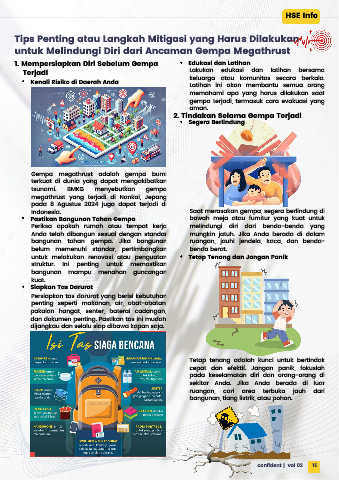 HSE Info
Tips Penting atau Langkah Mitigasi yang Harus Dilakukan
untuk Melindungi Diri dari Ancaman Gempa Megathrust
1. Mempersiapkan Diri Sebelum Gempa
Terjadi
• Kenali Risiko di Daerah Anda
Gempa megathrust adalah gempa bumi
terkuat di dunia yang dapat mengakibatkan
tsunami. BMKG menyebutkan gempa
megathrust yang terjadi di Nankai, Jepang
pada 8 Agustus 2024 juga dapat terjadi di
Indonesia.
• Pastikan Bangunan Tahan Gempa
Periksa apakah rumah atau tempat kerja
Anda telah dibangun sesuai dengan standar
bangunan tahan gempa. Jika bangunan
belum memenuhi standar, pertimbangkan
untuk melakukan renovasi atau penguatan
struktur. Ini penting untuk memastikan
bangunan mampu menahan guncangan
kuat.
• Siapkan Tas Darurat
Persiapkan tas darurat yang berisi kebutuhan
penting seperti makanan, air, obat-obatan
pakaian hangat, senter, baterai cadangan,
dan dokumen penting. Pastikan tas ini mudah
dijangkau dan selalu siap dibawa kapan saja.
Isi Tas SIAGA BENCANA
• Edukasi dan Latihan
Lakukan edukasi dan latihan bersama
keluarga atau komunitas secara berkala.
Latihan ini akan membantu semua orang
memahami apa yang harus dilakukan saat
gempa terjadi, termasuk cara evakuasi yang
aman.
2. Tindakan Selama Gempa Terjadi
• Segera Berlindung
Saat merasakan gempa, segera berlindung di
bawah meja atau furnitur yang kuat untuk
melindungi diri dari benda-benda yang
mungkin jatuh. Jika Anda berada di dalam
ruangan, jauhi jendela, kaca, dan benda-
benda berat.
• Tetap Tenang dan Jangan Panik
Tetap tenang adalah kunci untuk bertindak
cepat dan efektif. Jangan panik, fokuslah
pada keselamatan diri dan orang-orang di
sekitar Anda. Jika Anda berada di luar
ruangan, cari area terbuka jauh dari
bangunan, tiang listrik, atau pohon.
confident | vol 03